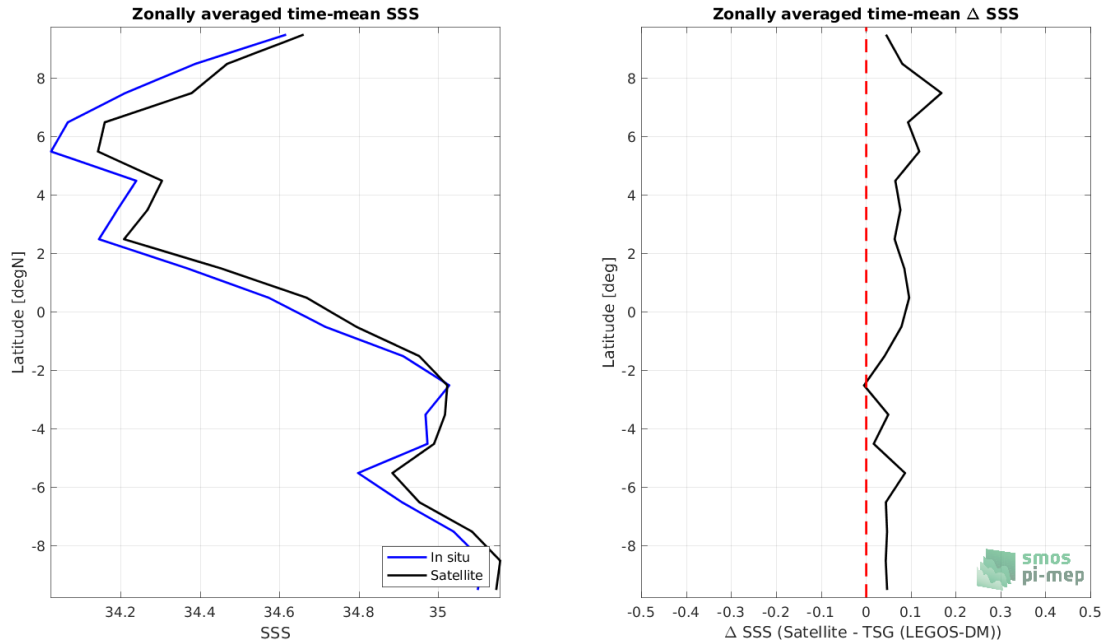 Zonally averaged time-mean SSS
Latitude [degN]
8
6
4
2
0
-2
-4
-6
-8
34.2 34.4 34.6 34.8 35
SSS
In situ
Satellite
Zonally averaged time-mean Δ SSS
Latitude [deg]
8
6
4
2
0
-2
-4
-6
-8
-0.5 -0.4 -0.3 -0.2 -0.1 0 0.1 0.2 0.3 0.4 0.5
Δ SSS (Satellite - TSG (LEGOS-DM))
smos
pi-mep